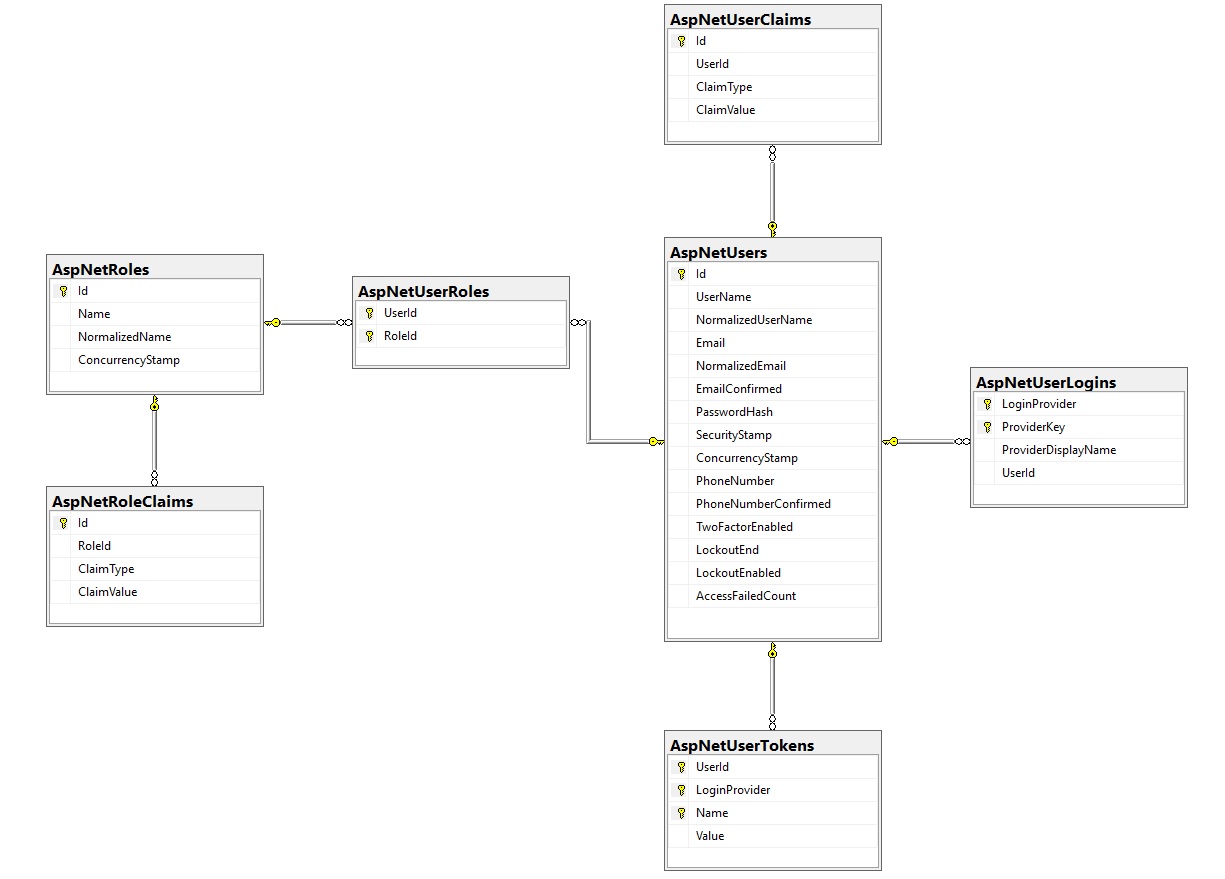 AspNetUserClaims
Id
UserId
ClaimType
ClaimValue
AspNetRoles
Id
Name
NormalizedName
ConcurrencyStamp
AspNetUserRoles
UserId
RoleId
AspNetUsers
Id
UserName
NormalizedUserName
Email
NormalizedEmail
EmailConfirmed
PasswordHash
SecurityStamp
ConcurrencyStamp
PhoneNumber
PhoneNumberConfirmed
TwoFactorEnabled
LockoutEnd
LockoutEnabled
AccessFailedCount
AspNetUserLogins
LoginProvider
ProviderKey
ProviderDisplayName
UserId
AspNetRoleClaims
Id
RoleId
ClaimType
ClaimValue
AspNetUserTokens
UserId
LoginProvider
Name
Value